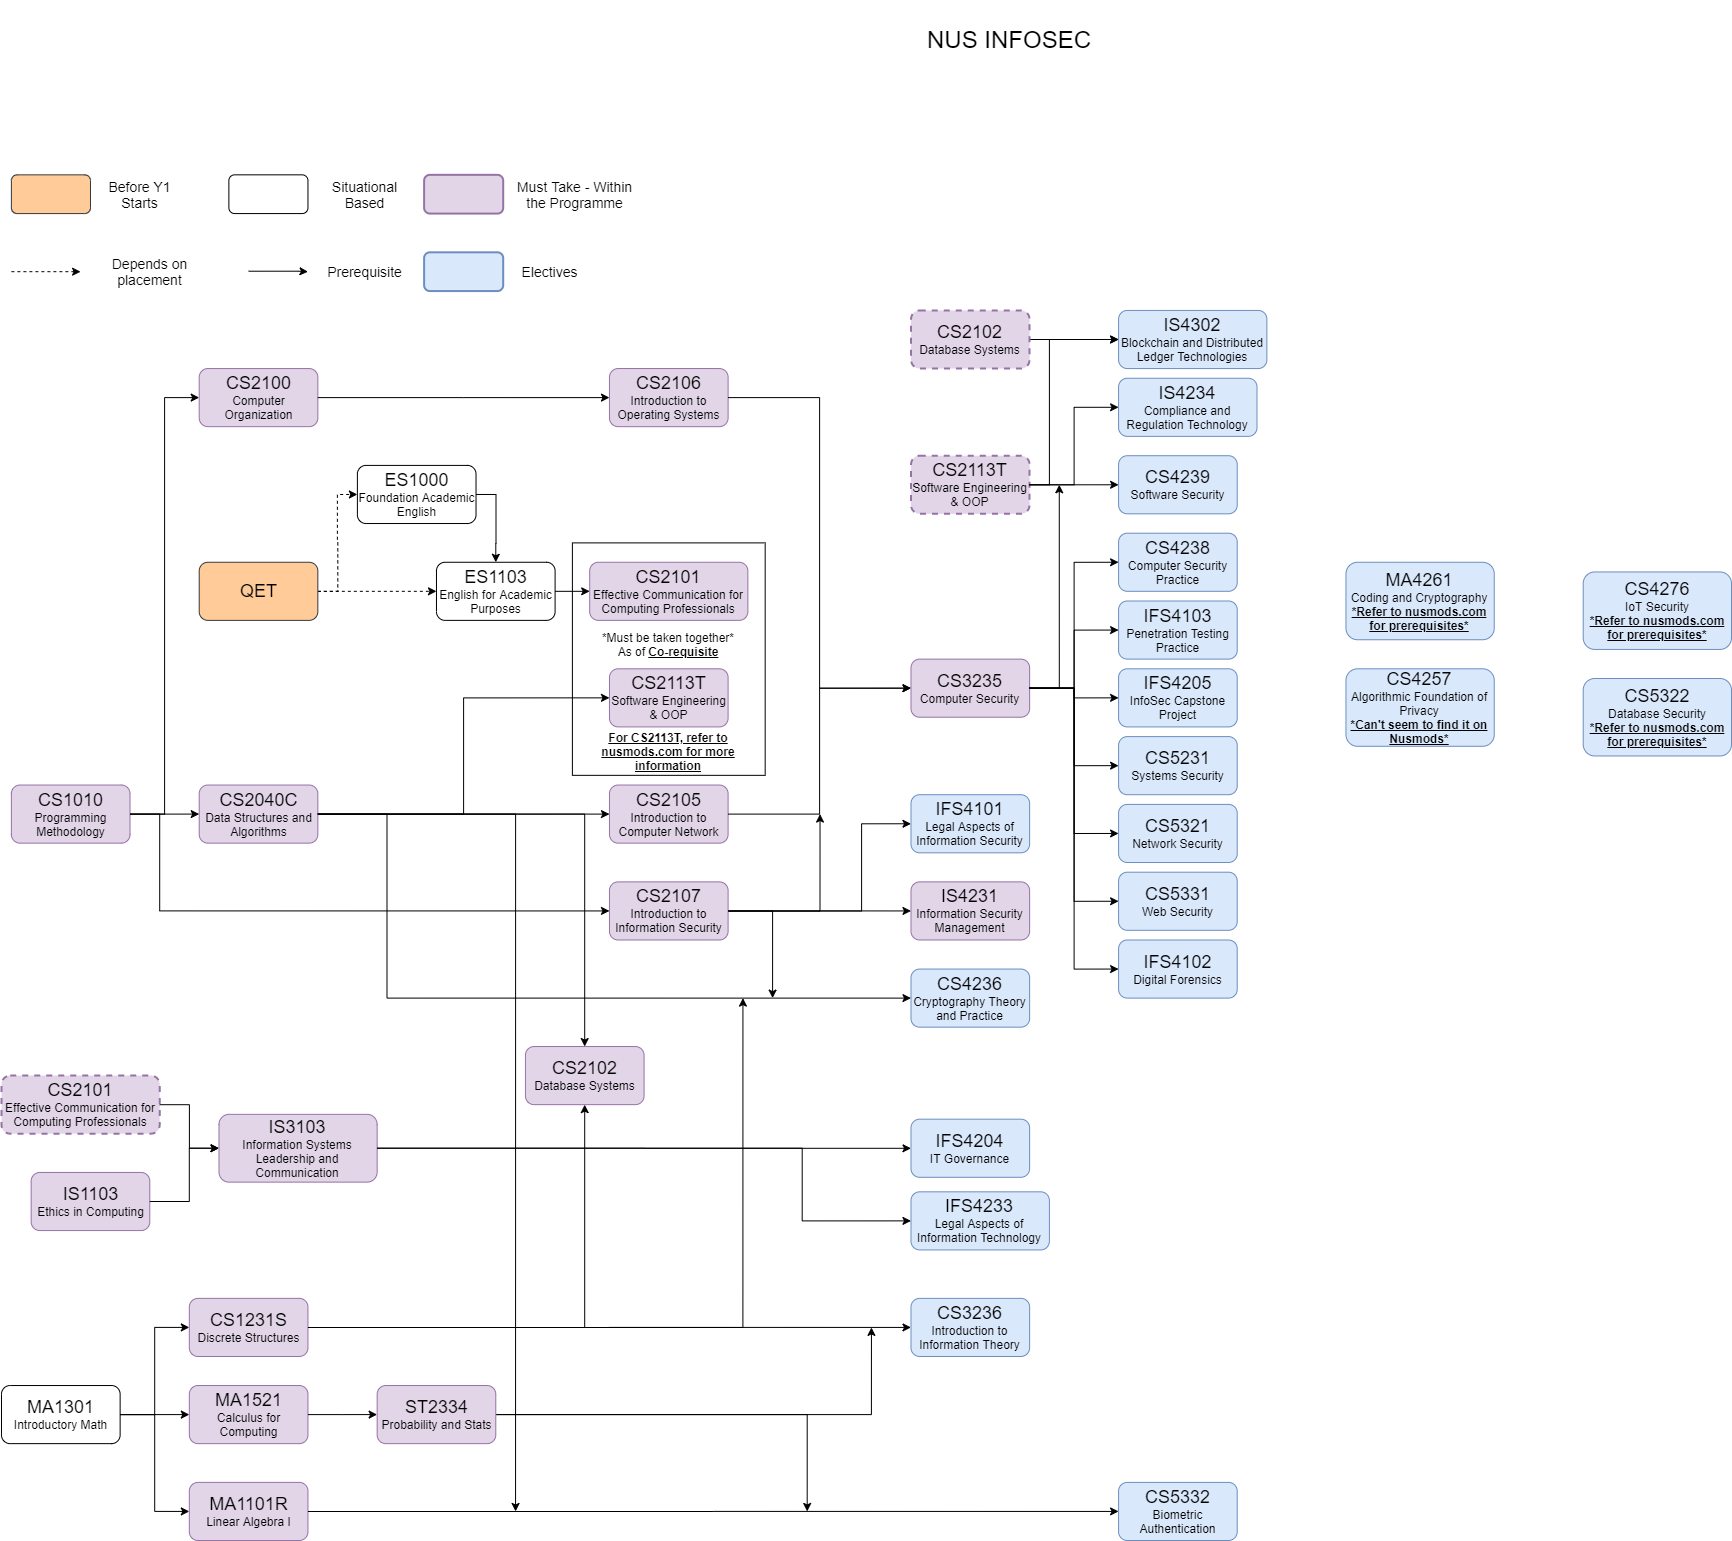 NUS INFOSEC
Before Y1
Starts
Situational
Based
Must Take - Within
the Programme
Depends on
placement
Prerequisite
Electives
CS2102
Database Systems
IS4302
Blockchain and Distributed
Ledger Technologies
CS2100
Computer
Organization
CS2106
Introduction to
Operating Systems
IS4234
Compliance and
Regulation Technology
ES1000
Foundation Academic
English
CS2113T
Software Engineering
& OOP
CS4239
Software Security
QET
ES1103
English for Academic
Purposes
CS2101
Effective Communication for
Computing Professionals
*Must be taken together*
As of Co-requisite
CS2113T
Software Engineering
& OOP
For CS2113T, refer to
nusmods.com for more
information
CS4238
Computer Security
Practice
IFS4103
Penetration Testing
Practice
CS3235
Computer Security
IFS4205
InfoSec Capstone
Project
CS5231
Systems Security
CS5321
Network Security
CS5331
Web Security
IFS4102
Digital Forensics
MA4261
Coding and Cryptography
*Refer to nusmods.com
for prerequisites*
CS4276
IoT Security
*Refer to nusmods.com
for prerequisites*
CS4257
Algorithmic Foundation of
Privacy
*Can't seem to find it on
Nusmods*
CS5322
Database Security
*Refer to nusmods.com
for prerequisites*
CS1010
Programming
Methodology
CS2040C
Data Structures and
Algorithms
CS2105
Introduction to
Computer Network
IFS4101
Legal Aspects of
Information Security
CS2107
Introduction to
Information Security
IS4231
Information Security
Management
CS4236
Cryptography Theory
and Practice
CS2102
Database Systems
CS2101
Effective Communication for
Computing Professionals
IS3103
Information Systems
Leadership and
Communication
IS1103
Ethics in Computing
IFS4204
IT Governance
IFS4233
Legal Aspects of
Information Technology
CS1231S
Discrete Structures
CS3236
Introduction to
Information Theory
MA1301
Introductory Math
MA1521
Calculus for
Computing
ST2334
Probability and Stats
MA1101R
Linear Algebra I
CS5332
Biometric
Authentication